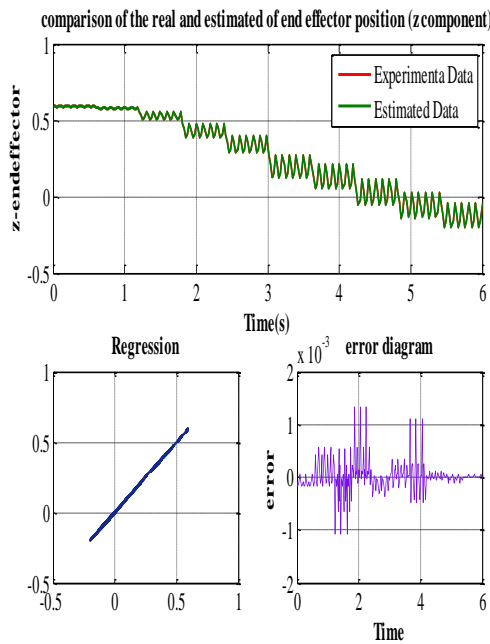 comparison of the real and estimated of end effector position (z component)
1
0.5
0
-0.5
z-endeffector
Experimenta Data
Estimated Data
0 1 2 3 4 5 6
Time(s)
Regression
1
0.5
0
-0.5
-0.5 0 0.5 1
error diagram
x 10^-3
2
1
0
-1
-2
error
0 2 4 6
Time